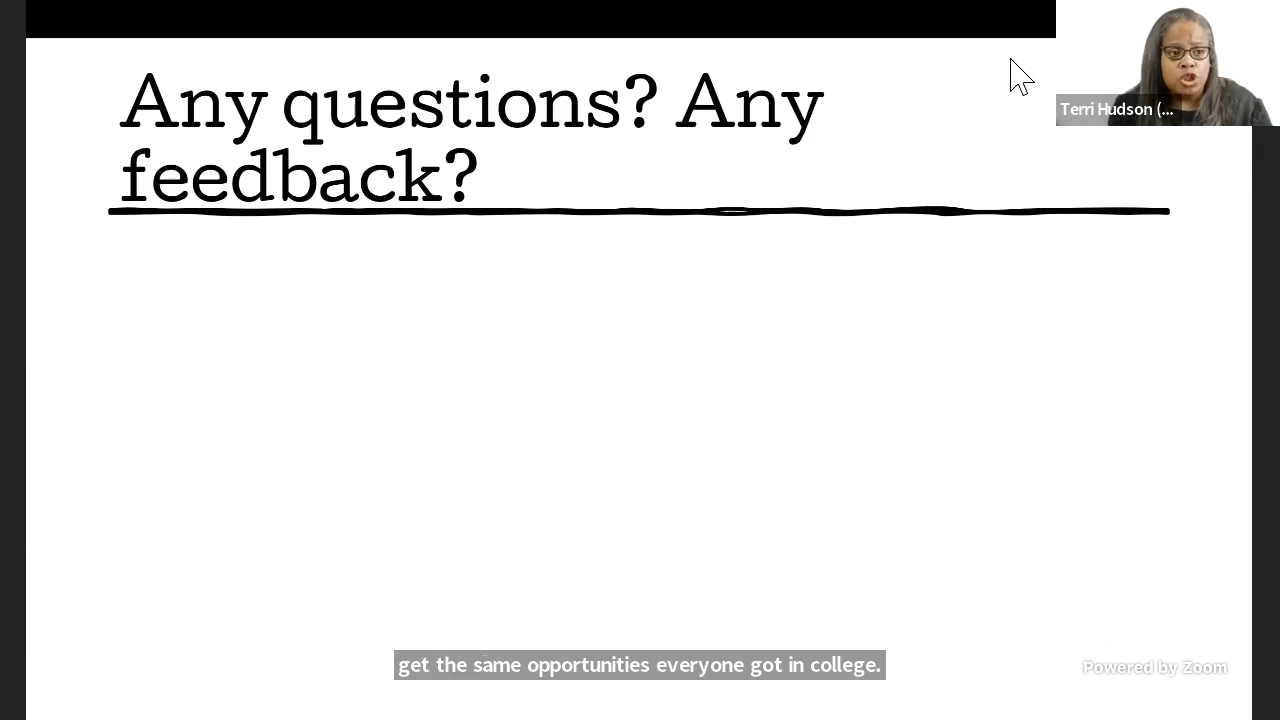 Any questions? Any
feedback?
Terri Hudson (...
get the same opportunities everyone got in college.
Powered by Zoom